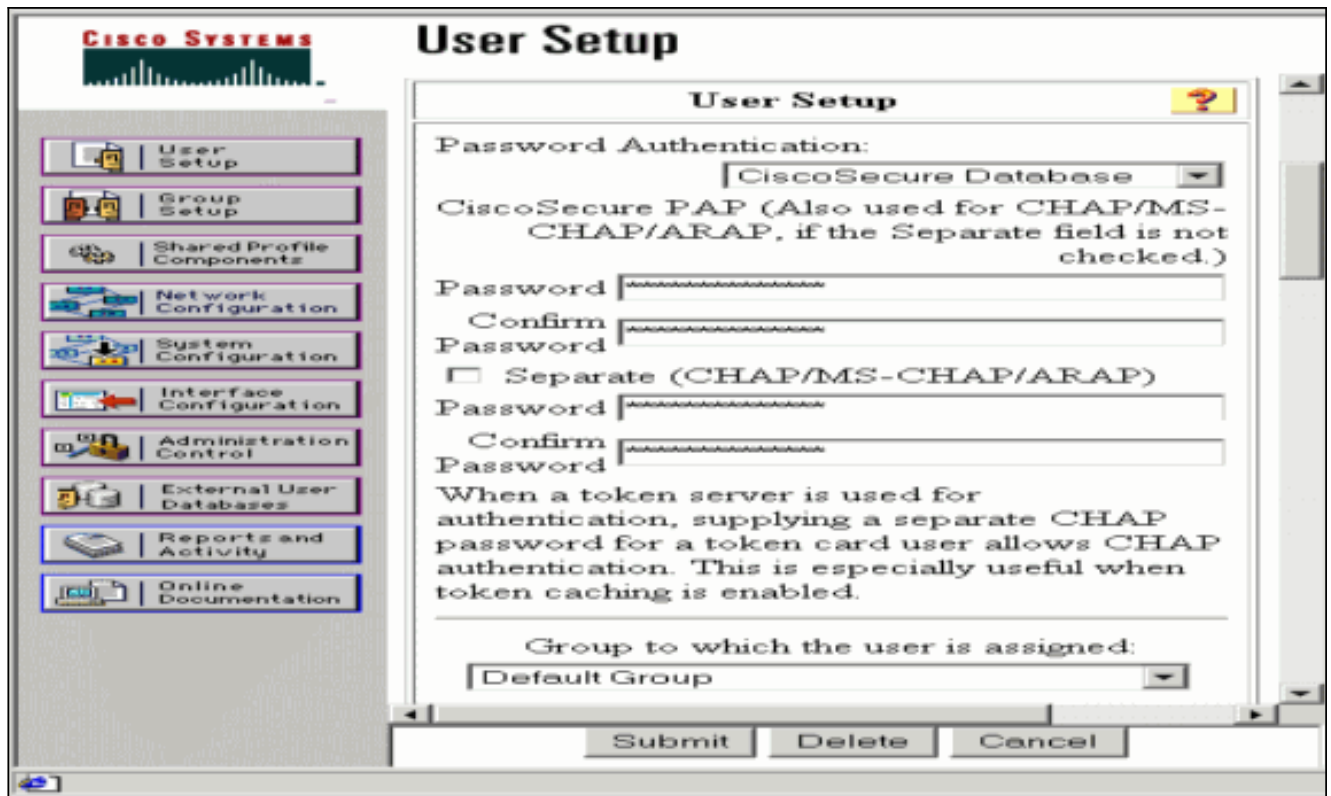 CISCO SYSTEMS
User Setup
User
Setup
Group
Setup
Shared Profile
Components
Network
Configuration
System
Configuration
Interface
Configuration
Administration
Control
External User
Databases
Reports and
Activity
Online
Documentation
User Setup
?
Password Authentication:
CiscoSecure Database
CiscoSecure PAP (Also used for CHAP/MS-
CHAP/ARAP, if the Separate field is not
checked.)
Password ***************
Confirm
Password ***************
Separate (CHAP/MS-CHAP/ARAP)
Password ***************
Confirm
Password ***************
When a token server is used for
authentication, supplying a separate CHAP
password for a token card user allows CHAP
authentication. This is especially useful when
token caching is enabled.
Group to which the user is assigned:
Default Group
Submit Delete Cancel